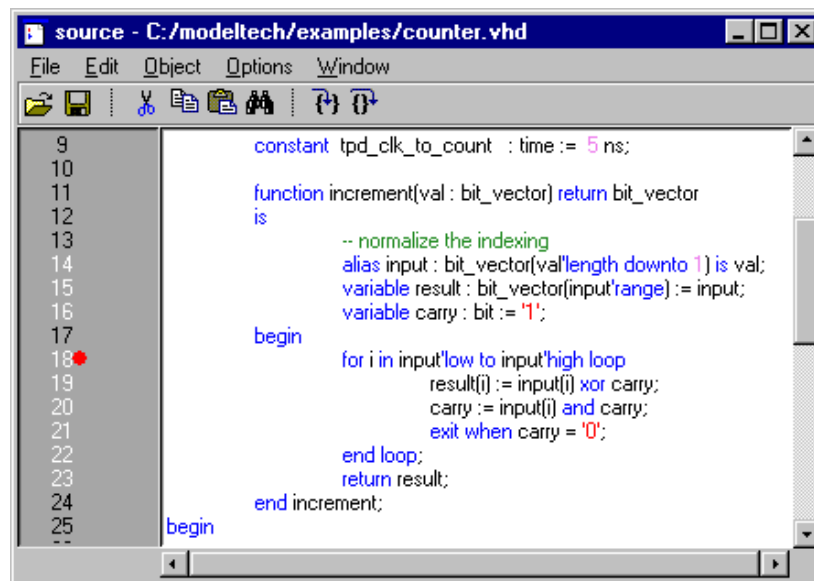 source - C:/modeltech/examples/counter.vhd
File Edit Object Options Window
9 constant tpd_clk_to_count : time := 5 ns;
10
11 function increment(val : bit_vector) return bit_vector
12 is
13 -- normalize the indexing
14 alias input : bit_vector(val'length downto 1) is val;
15 variable result : bit_vector(input'range) := input;
16 variable carry : bit := '1';
17 begin
18 for i in input'low to input'high loop
19 result(i) := input(i) xor carry;
20 carry := input(i) and carry;
21 exit when carry = '0';
22 end loop;
23 return result;
24 end increment;
25 begin